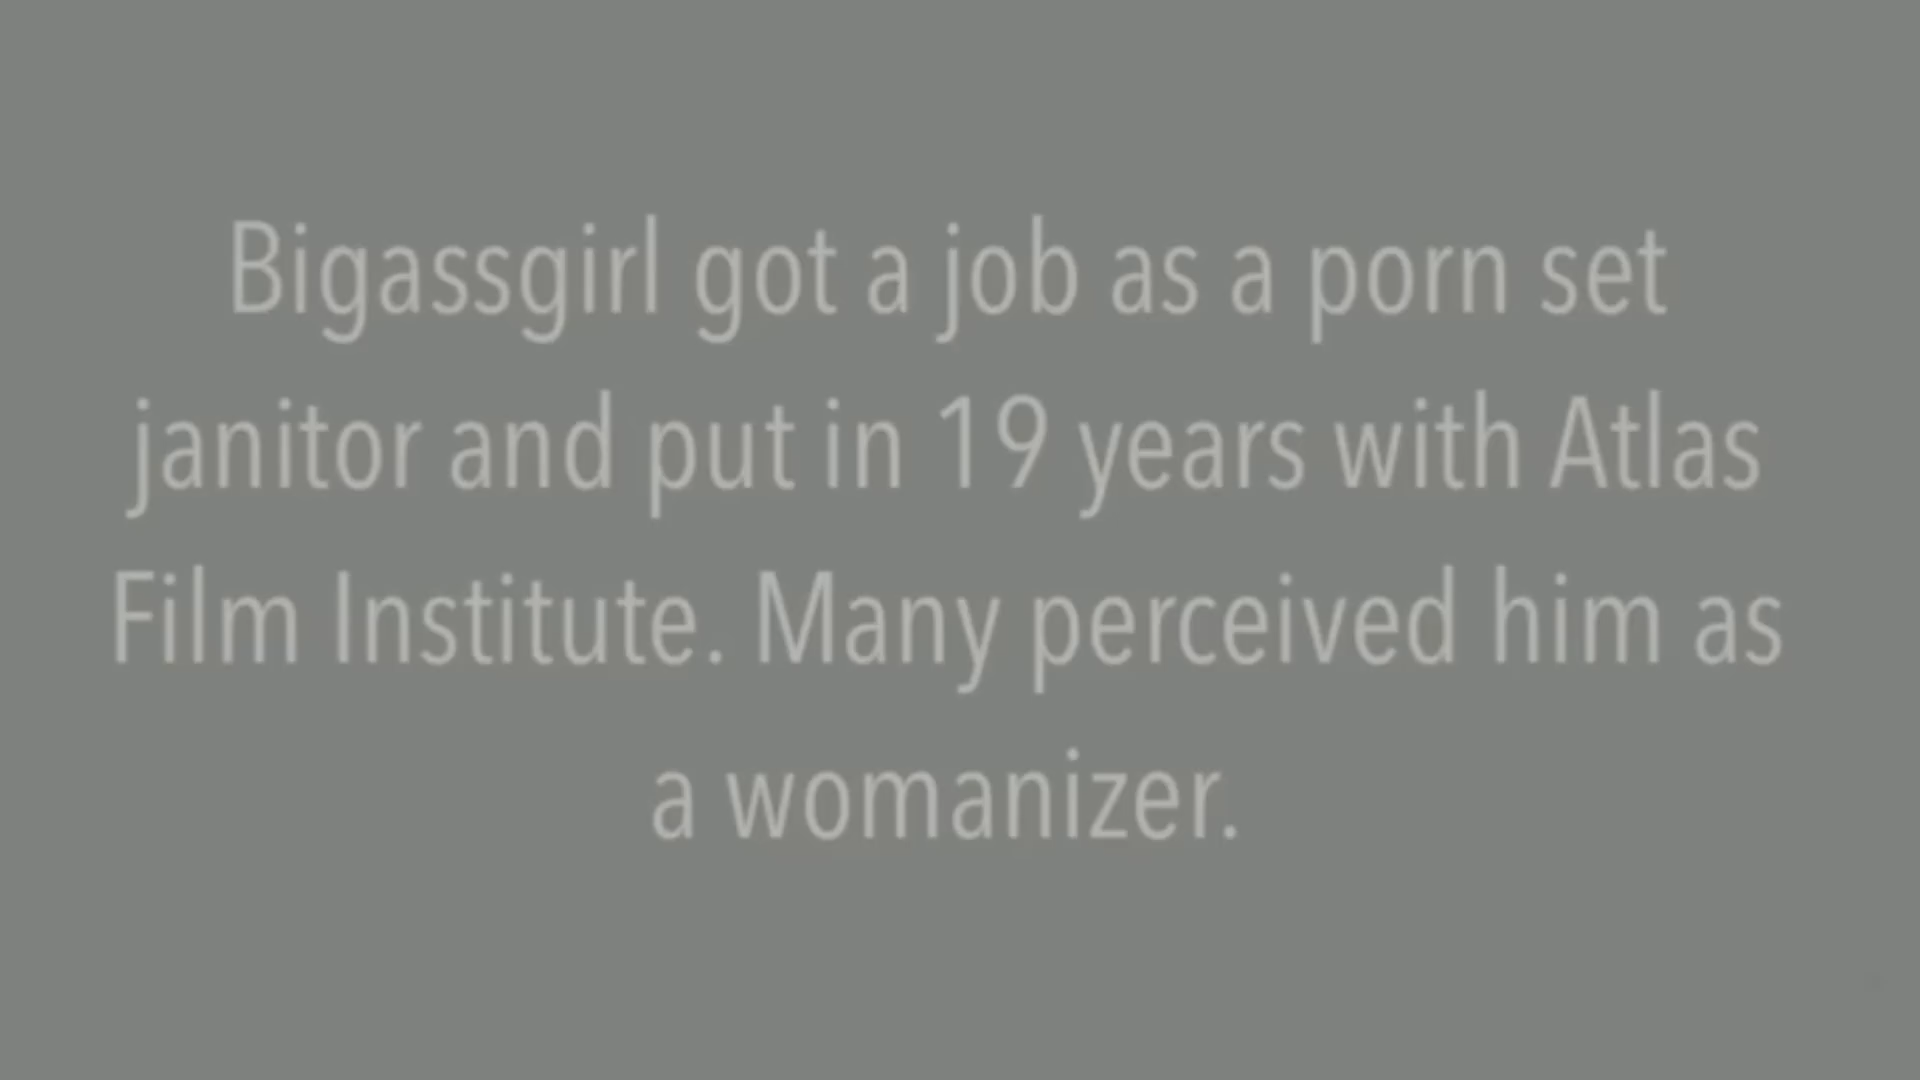 Bigassgirl got a job as a porn set
janitor and put in 19 years with Atlas
Film Institute. Many perceived him as
a womanizer.